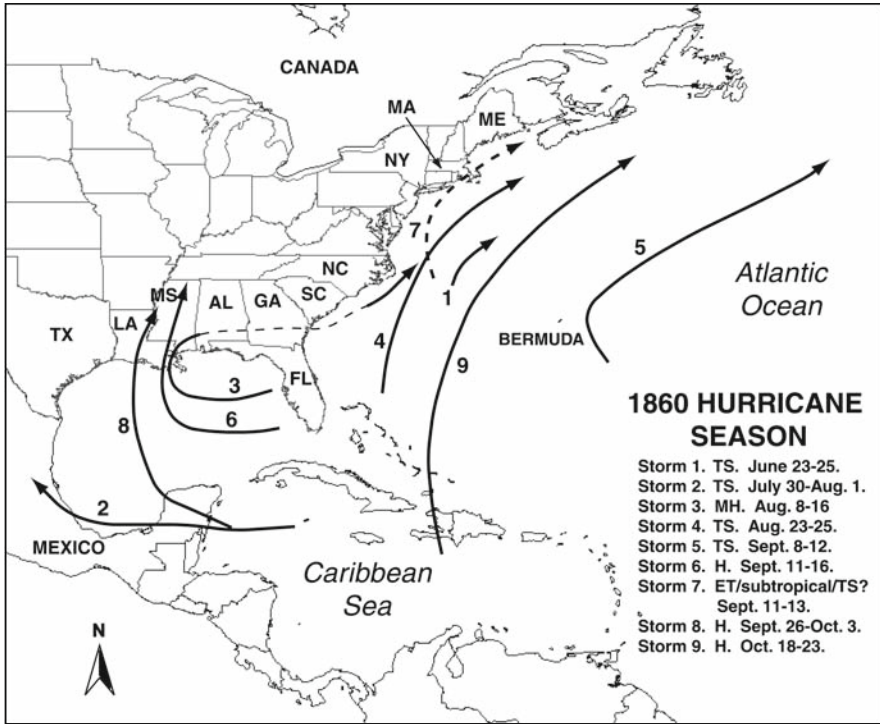 CANADA
MA
ME
NY
7
5
NC
MS
AL
GA
SC
1
Atlantic
Ocean
TX
LA
BERMUDA
4
9
FL
3
8
6
1860 HURRICANE
SEASON
Storm 1. TS. June 23-25.
Storm 2. TS. July 30-Aug. 1.
Storm 3. MH. Aug. 8-16
Storm 4. TS. Aug. 23-25.
Storm 5. TS. Sept. 8-12.
Storm 6. H. Sept. 11-16.
Storm 7. ET/subtropical/TS?
Sept. 11-13.
Storm 8. H. Sept. 26-Oct. 3.
Storm 9. H. Oct. 18-23.
2
MEXICO
Caribbean
Sea
N